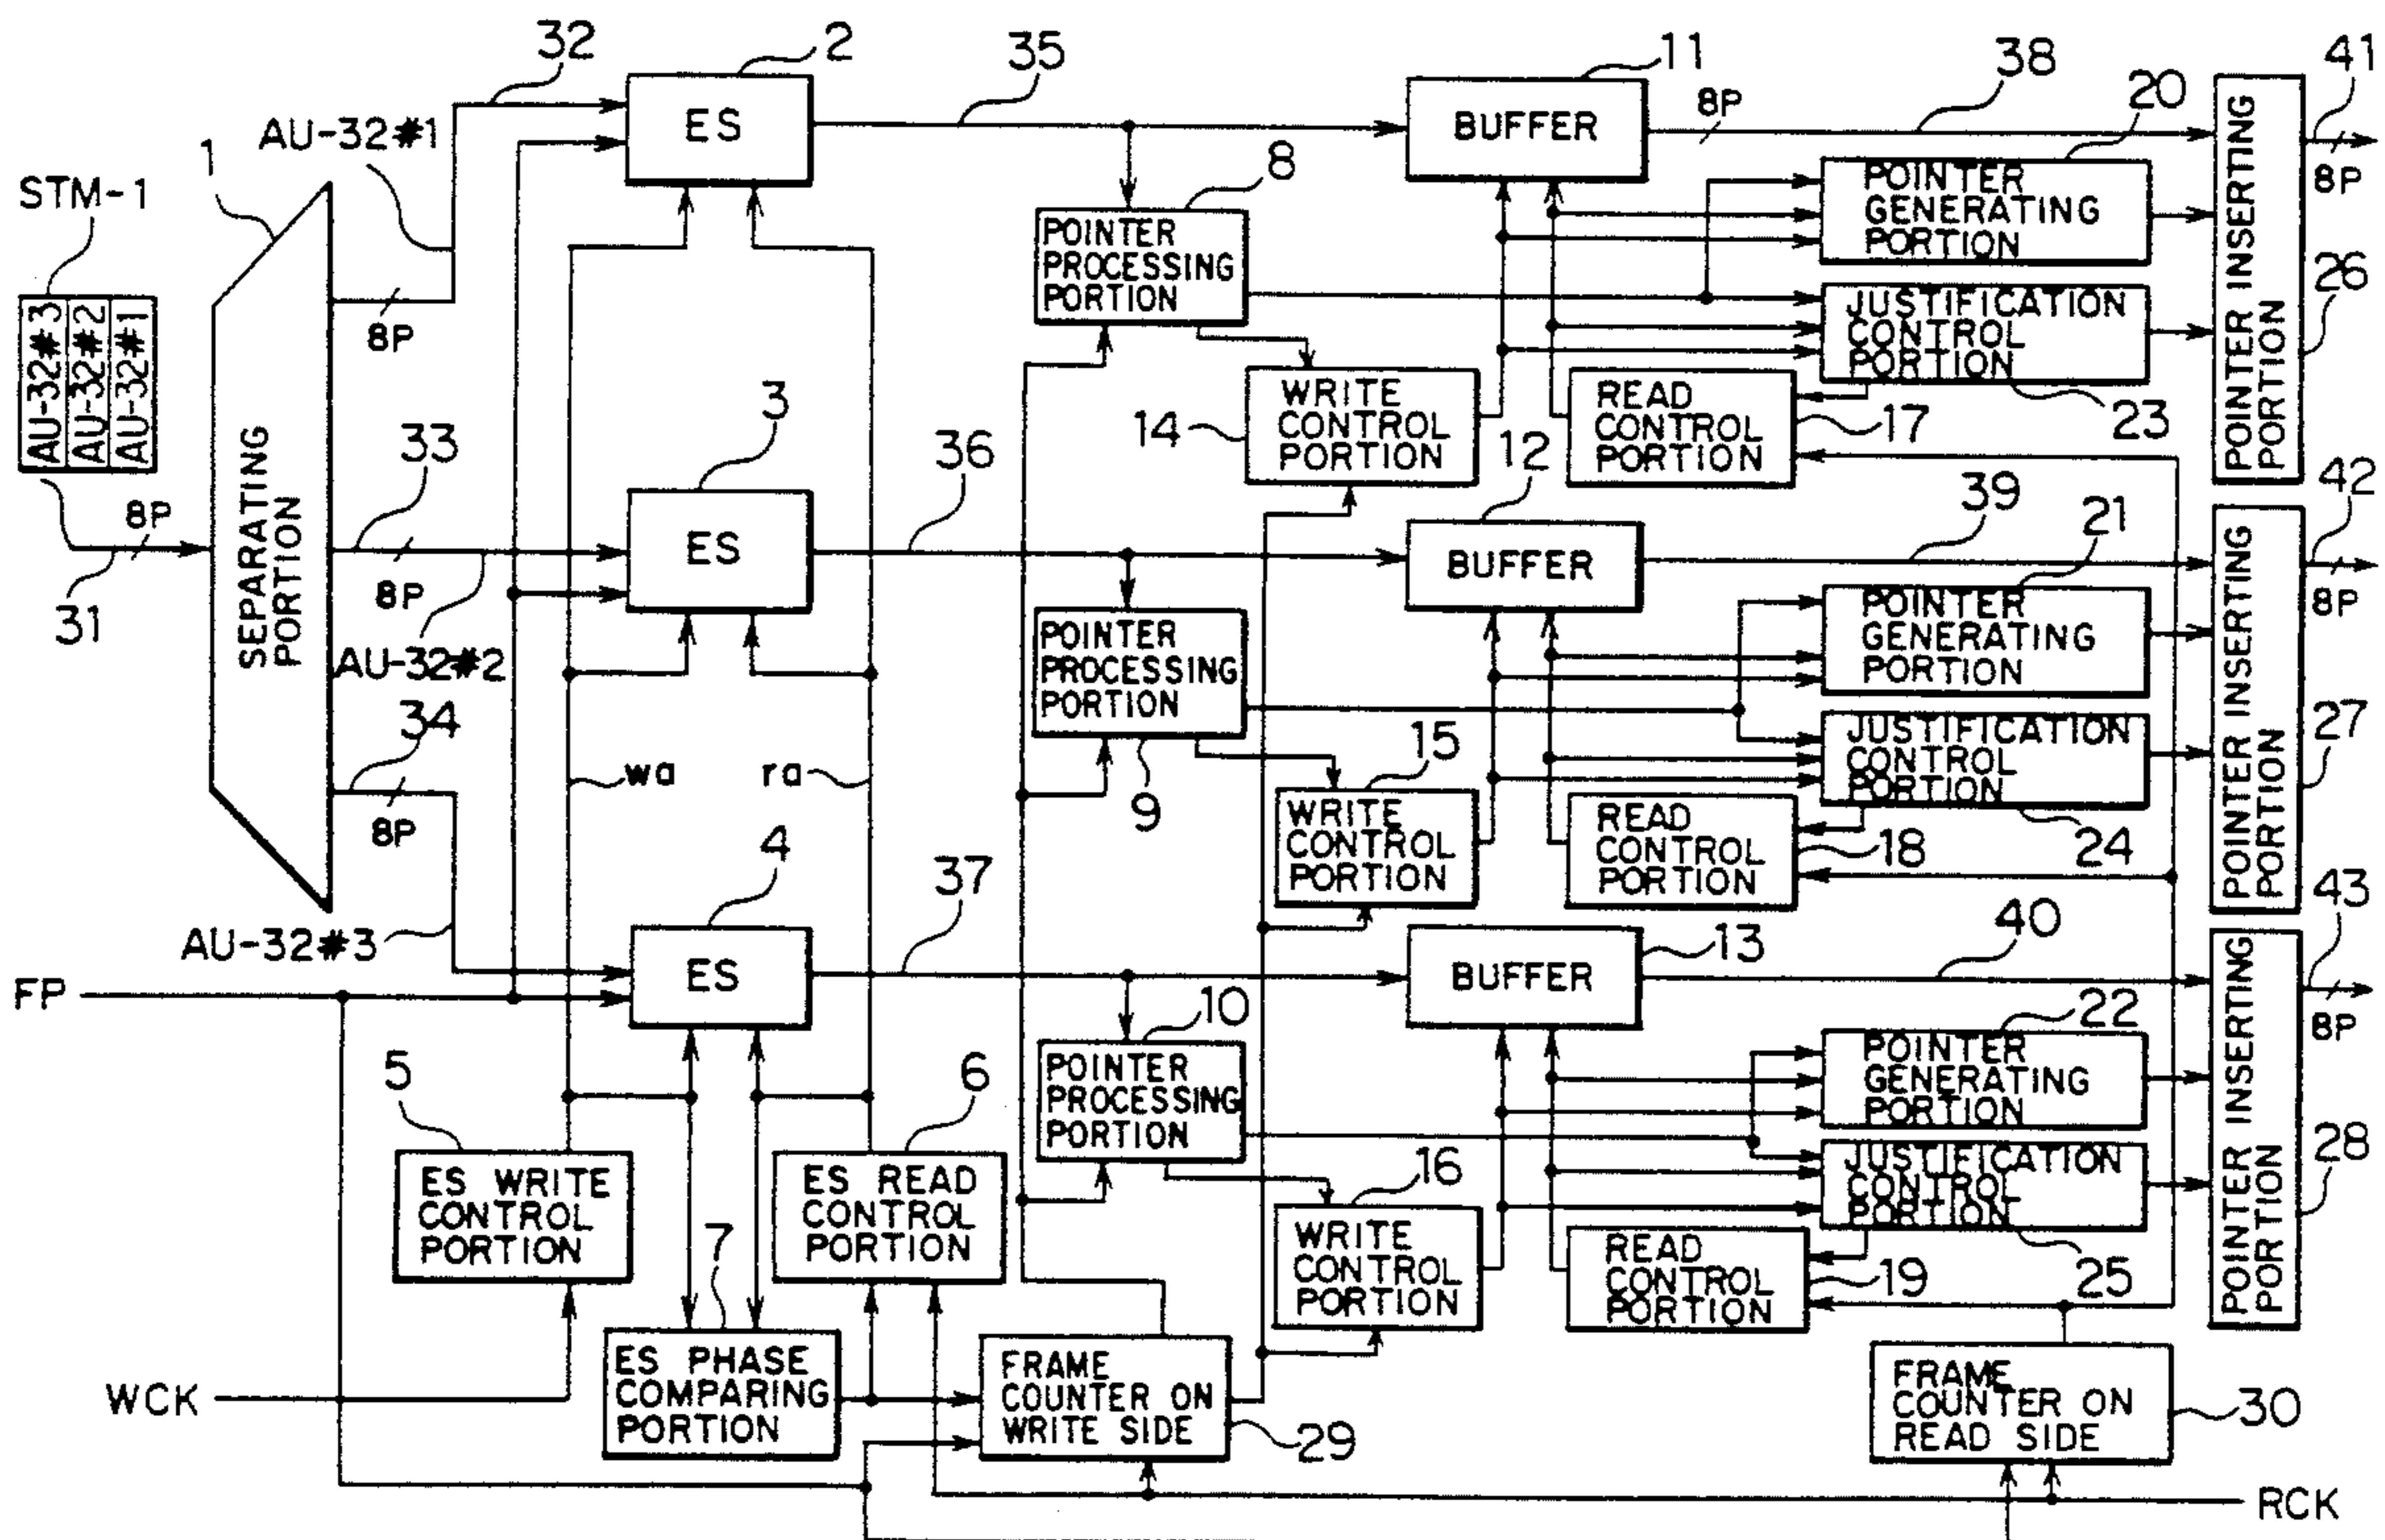 32
2
35
11
38
41
AU-32#1
ES
BUFFER
8P
20
POINTER INSERTING
PORTION
8P
STM-1
1
8
POINTER
GENERATING
PORTION
AU-32#3
AU-32#2
AU-32#1
8P
POINTER
PROCESSING
PORTION
JUSTIFICATION
CONTROL
PORTION
26
SEPARATING
PORTION
33
3
36
14
WRITE
CONTROL
PORTION
READ
CONTROL
PORTION
17
23
12
39
42
8P
31
8P
ES
BUFFER
21
POINTER INSERTING
PORTION
8P
AU-32#2
POINTER
PROCESSING
PORTION
POINTER
GENERATING
PORTION
34
wa
ra
9
15
JUSTIFICATION
CONTROL
PORTION
27
8P
WRITE
CONTROL
PORTION
READ
CONTROL
PORTION
18
24
4
37
40
43
AU-32#3
ES
BUFFER
13
POINTER INSERTING
PORTION
8P
FP
10
22
5
6
POINTER
PROCESSING
PORTION
POINTER
GENERATING
PORTION
ES WRITE
CONTROL
PORTION
7
ES READ
CONTROL
PORTION
16
JUSTIFICATION
CONTROL
PORTION
28
WRITE
CONTROL
PORTION
READ
CONTROL
PORTION
19
25
WCK
ES PHASE
COMPARING
PORTION
FRAME
COUNTER ON
WRITE SIDE
29
FRAME
COUNTER ON
READ SIDE
30
RCK